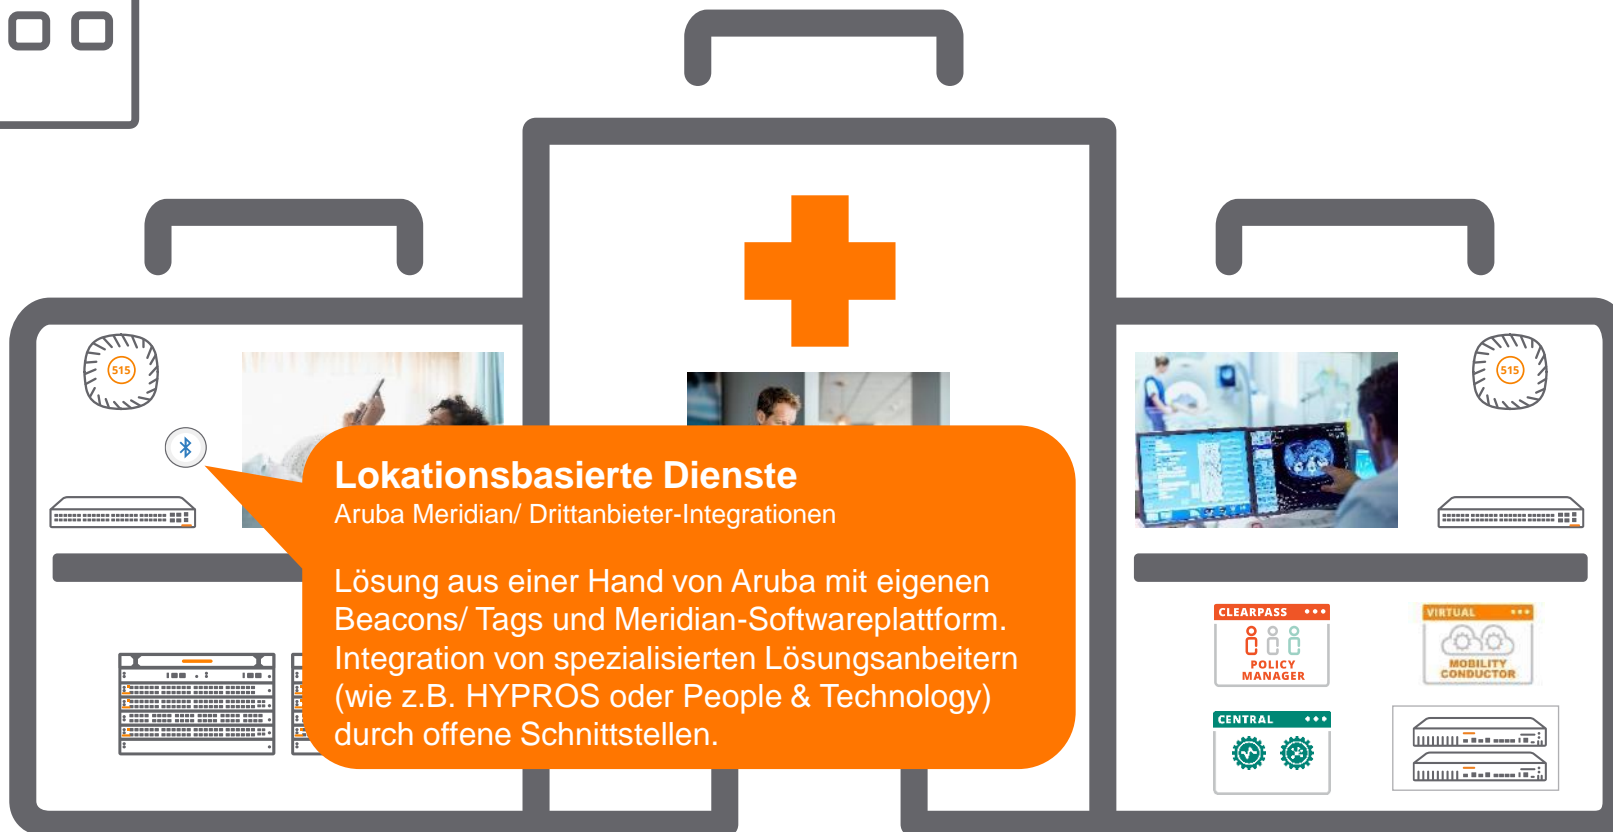 515
515
Lokationsbasierte Dienste
Aruba Meridian/ Drittanbieter-Integrationen
Lösung aus einer Hand von Aruba mit eigenen
Beacons/ Tags und Meridian-Softwareplattform.
Integration von spezialisierten Lösungsanbeitern
(wie z.B. HYPROS oder People & Technology)
durch offene Schnittstellen.
CLEARPASS
POLICY
MANAGER
VIRTUAL
MOBILITY
CONDUCTOR
CENTRAL